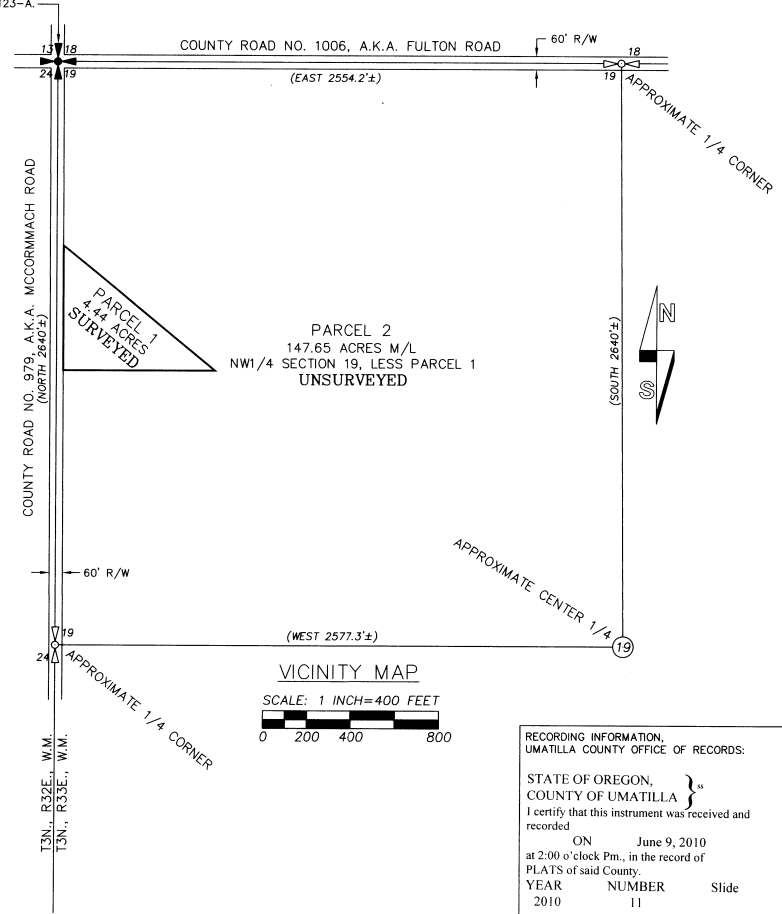 123-A.
13 18
24 19
COUNTY ROAD NO. 1006, A.K.A. FULTON ROAD
60' R/W
18
19
(EAST 2554.2'±)
APPROXIMATE 1/4 CORNER
COUNTY ROAD NO. 979, A.K.A. MCCORMMACH ROAD
(NORTH 2640'±)
PARCEL 1
4.44 ACRES
SURVEYED
PARCEL 2
147.65 ACRES M/L
NW1/4 SECTION 19, LESS PARCEL 1
UNSURVEYED
(SOUTH 2640'±)
N
S
60' R/W
APPROXIMATE CENTER 1/4
19
19
24
(WEST 2577.3'±)
APPROXIMATE 1/4 CORNER
VICINITY MAP
SCALE: 1 INCH=400 FEET
0 200 400 800
T3N., R32E., W.M.
T3N., R33E., W.M.
RECORDING INFORMATION,
UMATILLA COUNTY OFFICE OF RECORDS:
STATE OF OREGON,
COUNTY OF UMATILLA } ss
I certify that this instrument was received and
recorded
ON June 9, 2010
at 2:00 o'clock Pm., in the record of
PLATS of said County.
YEAR NUMBER Slide
2010 11